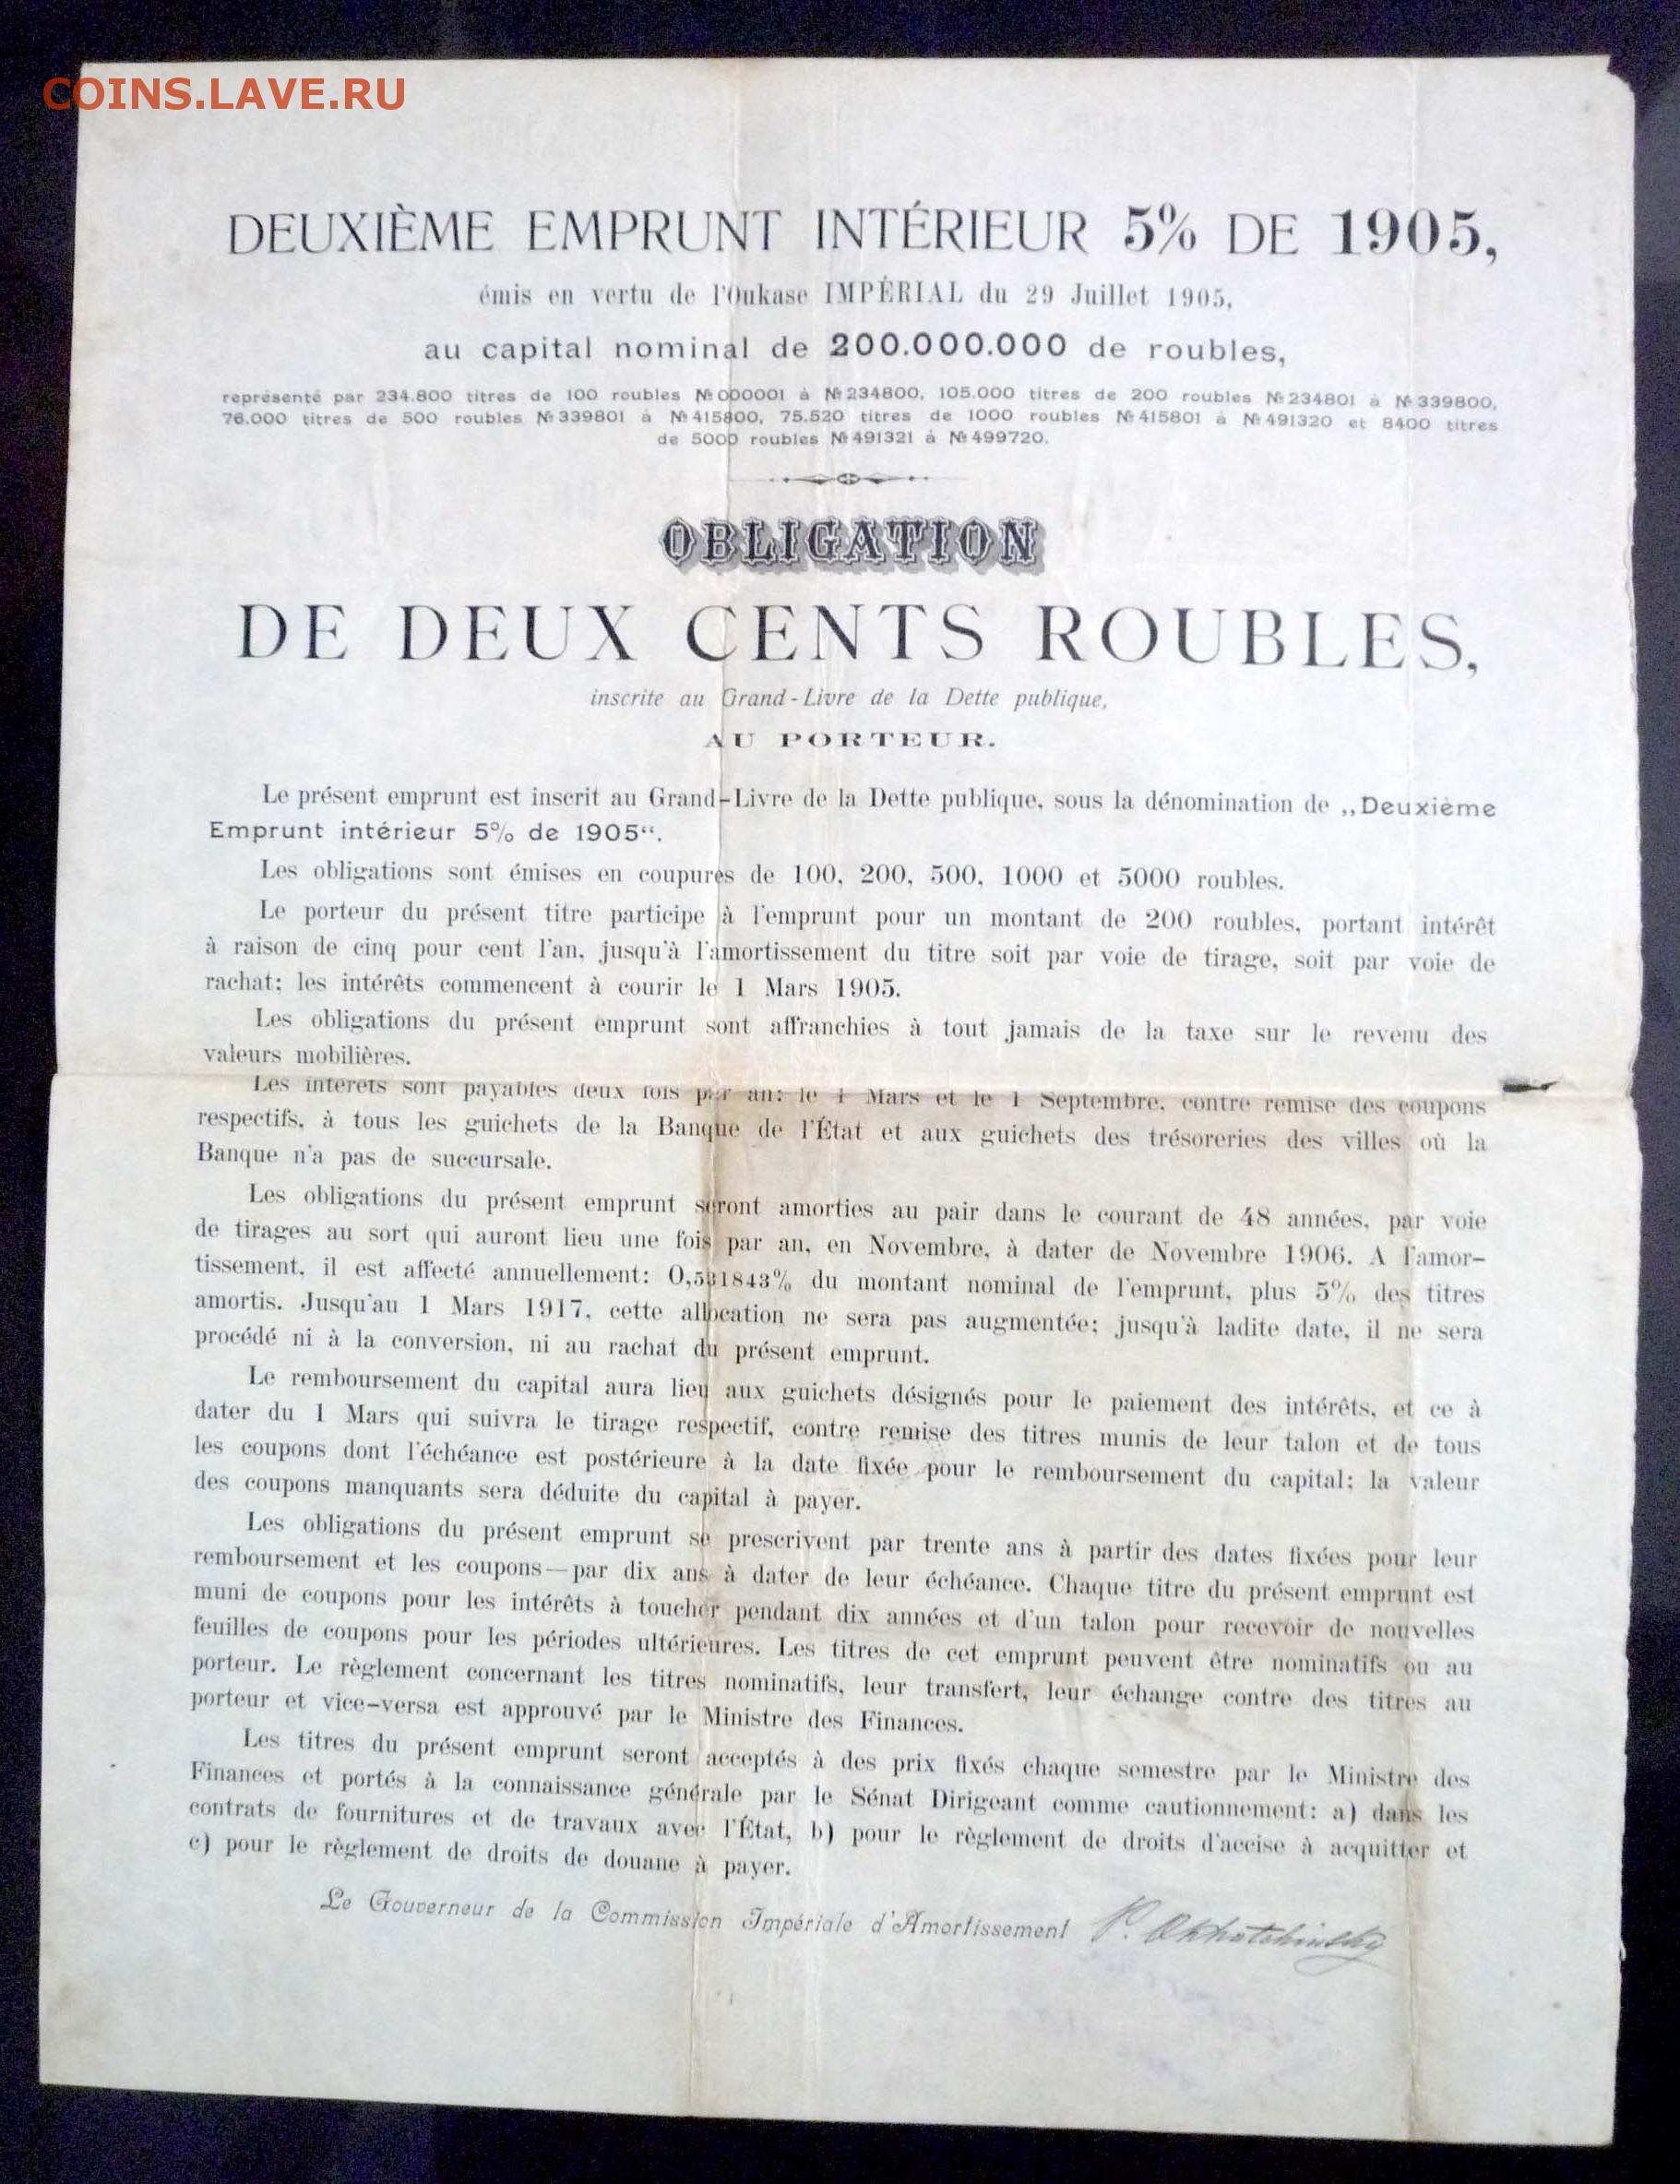 COINS.LAVE.RU
DEUXIÈME EMPRUNT INTÉRIEUR 5% DE 1905,
émis en vertu de l'Oukase IMPÉRIAL du 29 Juillet 1905,
au capital nominal de 200.000.000 de roubles,
représenté par 234.800 titres de 100 roubles № 000001 à № 234800, 105.000 titres de 200 roubles № 234801 à № 339800,
76.000 titres de 500 roubles № 339801 à № 415800, 75.520 titres de 1000 roubles № 415801 à № 491320 et 8400 titres
de 5000 roubles № 491321 à № 499720.
OBLIGATION
DE DEUX CENTS ROUBLES,
inscrite au Grand-Livre de la Dette publique,
AU PORTEUR.
Le présent emprunt est inscrit au Grand-Livre de la Dette publique, sous la dénomination de „Deuxième
Emprunt intérieur 5% de 1905“.
Les obligations sont émises en coupures de 100, 200, 500, 1000 et 5000 roubles.
Le porteur du présent titre participe à l'emprunt pour un montant de 200 roubles, portant intérêt
à raison de cinq pour cent l'an, jusqu'à l'amortissement du titre soit par voie de tirage, soit par voie de
rachat; les intérêts commencent à courir le 1 Mars 1905.
Les obligations du présent emprunt sont affranchies à tout jamais de la taxe sur le revenu des
valeurs mobilières.
Les intérêts sont payables deux fois par an: le 1 Mars et le 1 Septembre, contre remise des coupons
respectifs, à tous les guichets de la Banque de l'État et aux guichets des trésoreries des villes où la
Banque n'a pas de succursale.
Les obligations du présent emprunt seront amorties au pair dans le courant de 48 années, par voie
de tirages au sort qui auront lieu une fois par an, en Novembre, à dater de Novembre 1906. A l'amor-
tissement, il est affecté annuellement: 0,531843% du montant nominal de l'emprunt, plus 5% des titres
amortis. Jusqu'au 1 Mars 1917, cette allocation ne sera pas augmentée; jusqu'à ladite date, il ne sera
procédé ni à la conversion, ni au rachat du présent emprunt.
Le remboursement du capital aura lieu aux guichets désignés pour le paiement des intérêts, et ce à
dater du 1 Mars qui suivra le tirage respectif, contre remise des titres munis de leur talon et de tous
les coupons dont l'échéance est postérieure à la date fixée pour le remboursement du capital; la valeur
des coupons manquants sera déduite du capital à payer.
Les obligations du présent emprunt se prescrivent par trente ans à partir des dates fixées pour leur
remboursement et les coupons—par dix ans à dater de leur échéance. Chaque titre du présent emprunt est
muni de coupons pour les intérêts à toucher pendant dix années et d'un talon pour recevoir de nouvelles
feuilles de coupons pour les périodes ultérieures. Les titres de cet emprunt peuvent être nominatifs ou au
porteur. Le règlement concernant les titres nominatifs, leur transfert, leur échange contre des titres au
porteur et vice-versa est approuvé par le Ministre des Finances.
Les titres du présent emprunt seront acceptés à des prix fixés chaque semestre par le Ministre des
Finances et portés à la connaissance générale par le Sénat Dirigeant comme cautionnement: a) dans les
contrats de fournitures et de travaux avec l'État, b) pour le règlement de droits d'accise à acquitter et
c) pour le règlement de droits de douane à payer.
Le Gouverneur de la Commission Impériale d'Amortissement P. Okhotchinsky